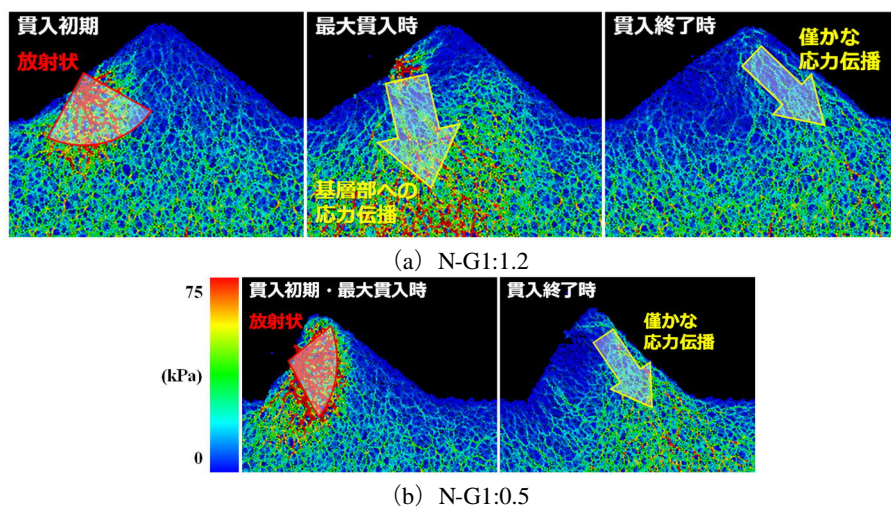 貫入初期
放射状
最大貫入時
基層部への
応力伝播
貫入終了時
僅かな
応力伝播
(a) N-G1:1.2
75
(kPa)
0
貫入初期・最大貫入時
放射状
貫入終了時
僅かな
応力伝播
(b) N-G1:0.5